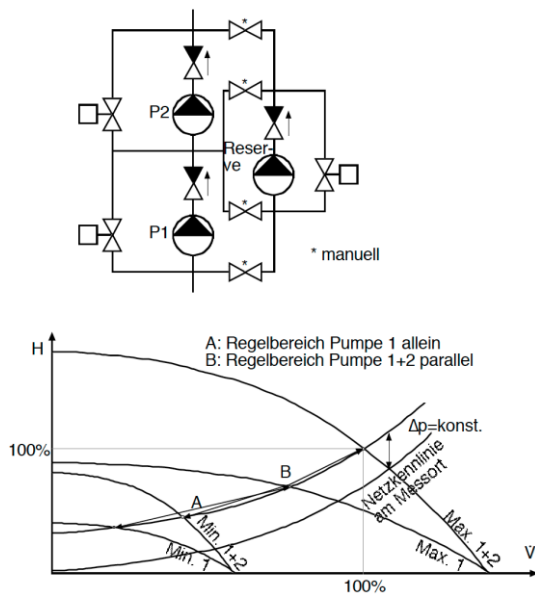 *
*
P2
Reser-
ve
P1
*
*
* manuell
H
A: Regelbereich Pumpe 1 allein
B: Regelbereich Pumpe 1+2 parallel
Δp=konst.
100%
B
A
Netzkennlinie
am Messort
Min. 1+2
Min. 1
Max. 1
Max. 1+2
V̇
100%